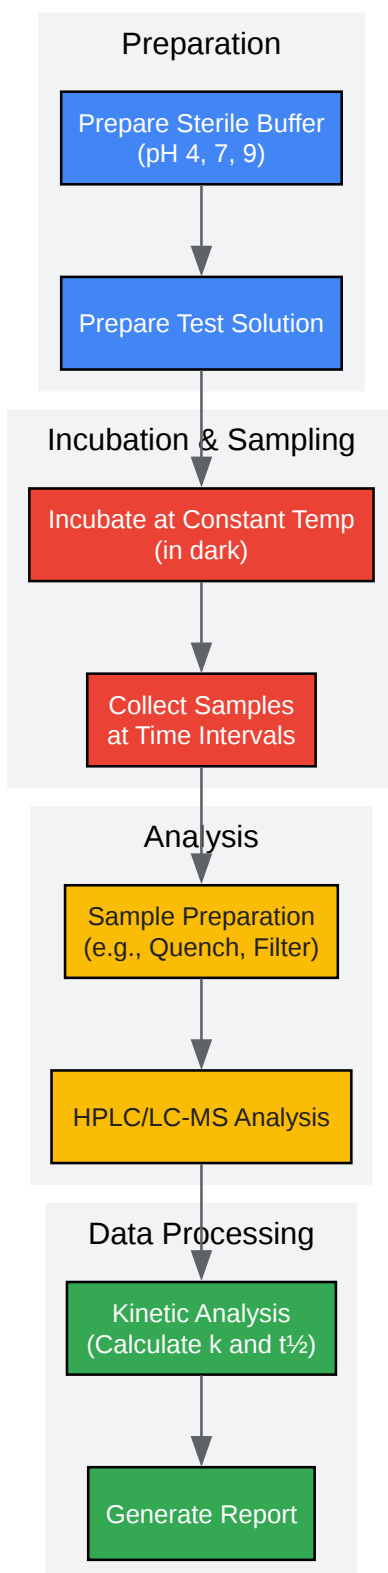 Preparation
Prepare Sterile Buffer
(pH 4, 7, 9)
Prepare Test Solution
Incubation & Sampling
Incubate at Constant Temp
(in dark)
Collect Samples
at Time Intervals
Analysis
Sample Preparation
(e.g., Quench, Filter)
HPLC/LC-MS Analysis
Data Processing
Kinetic Analysis
(Calculate k and t½)
Generate Report